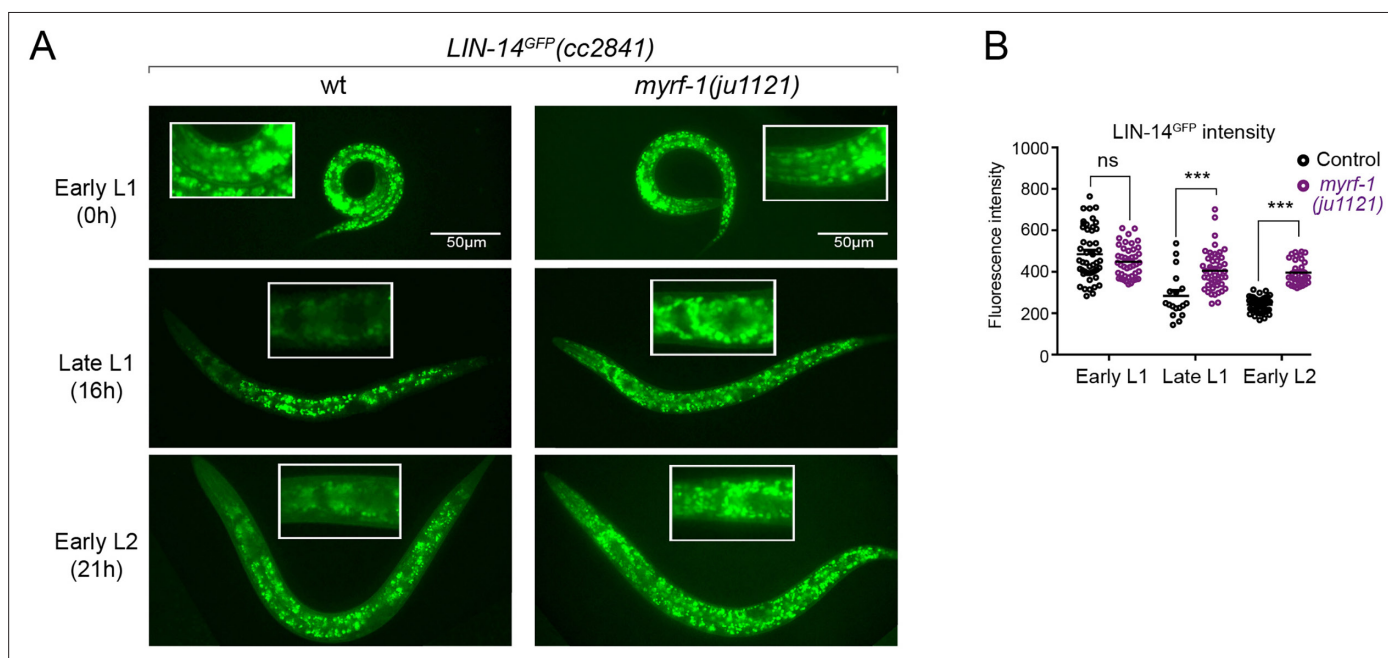 A
LIN-14GFP(cc2841)
wt
myrf-1(ju1121)
Early L1
(0h)
50μm
50μm
Late L1
(16h)
Early L2
(21h)
B
LIN-14GFP intensity
Fluorescence intensity
1000
800
600
400
200
0
ns
***
***
Control
myrf-1
(ju1121)
Early L1
Late L1
Early L2